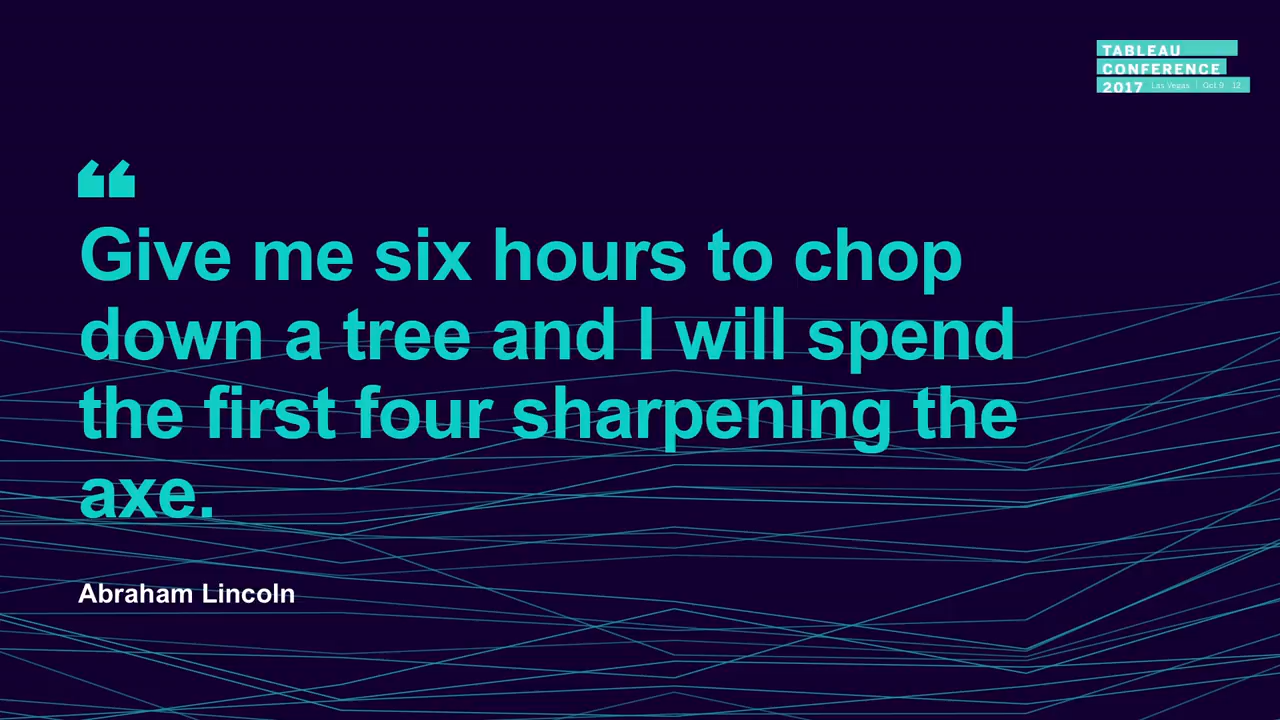 TABLEAU
CONFERENCE
2017 Las Vegas | Oct 9 - 12
“
Give me six hours to chop
down a tree and I will spend
the first four sharpening the
axe.
Abraham Lincoln